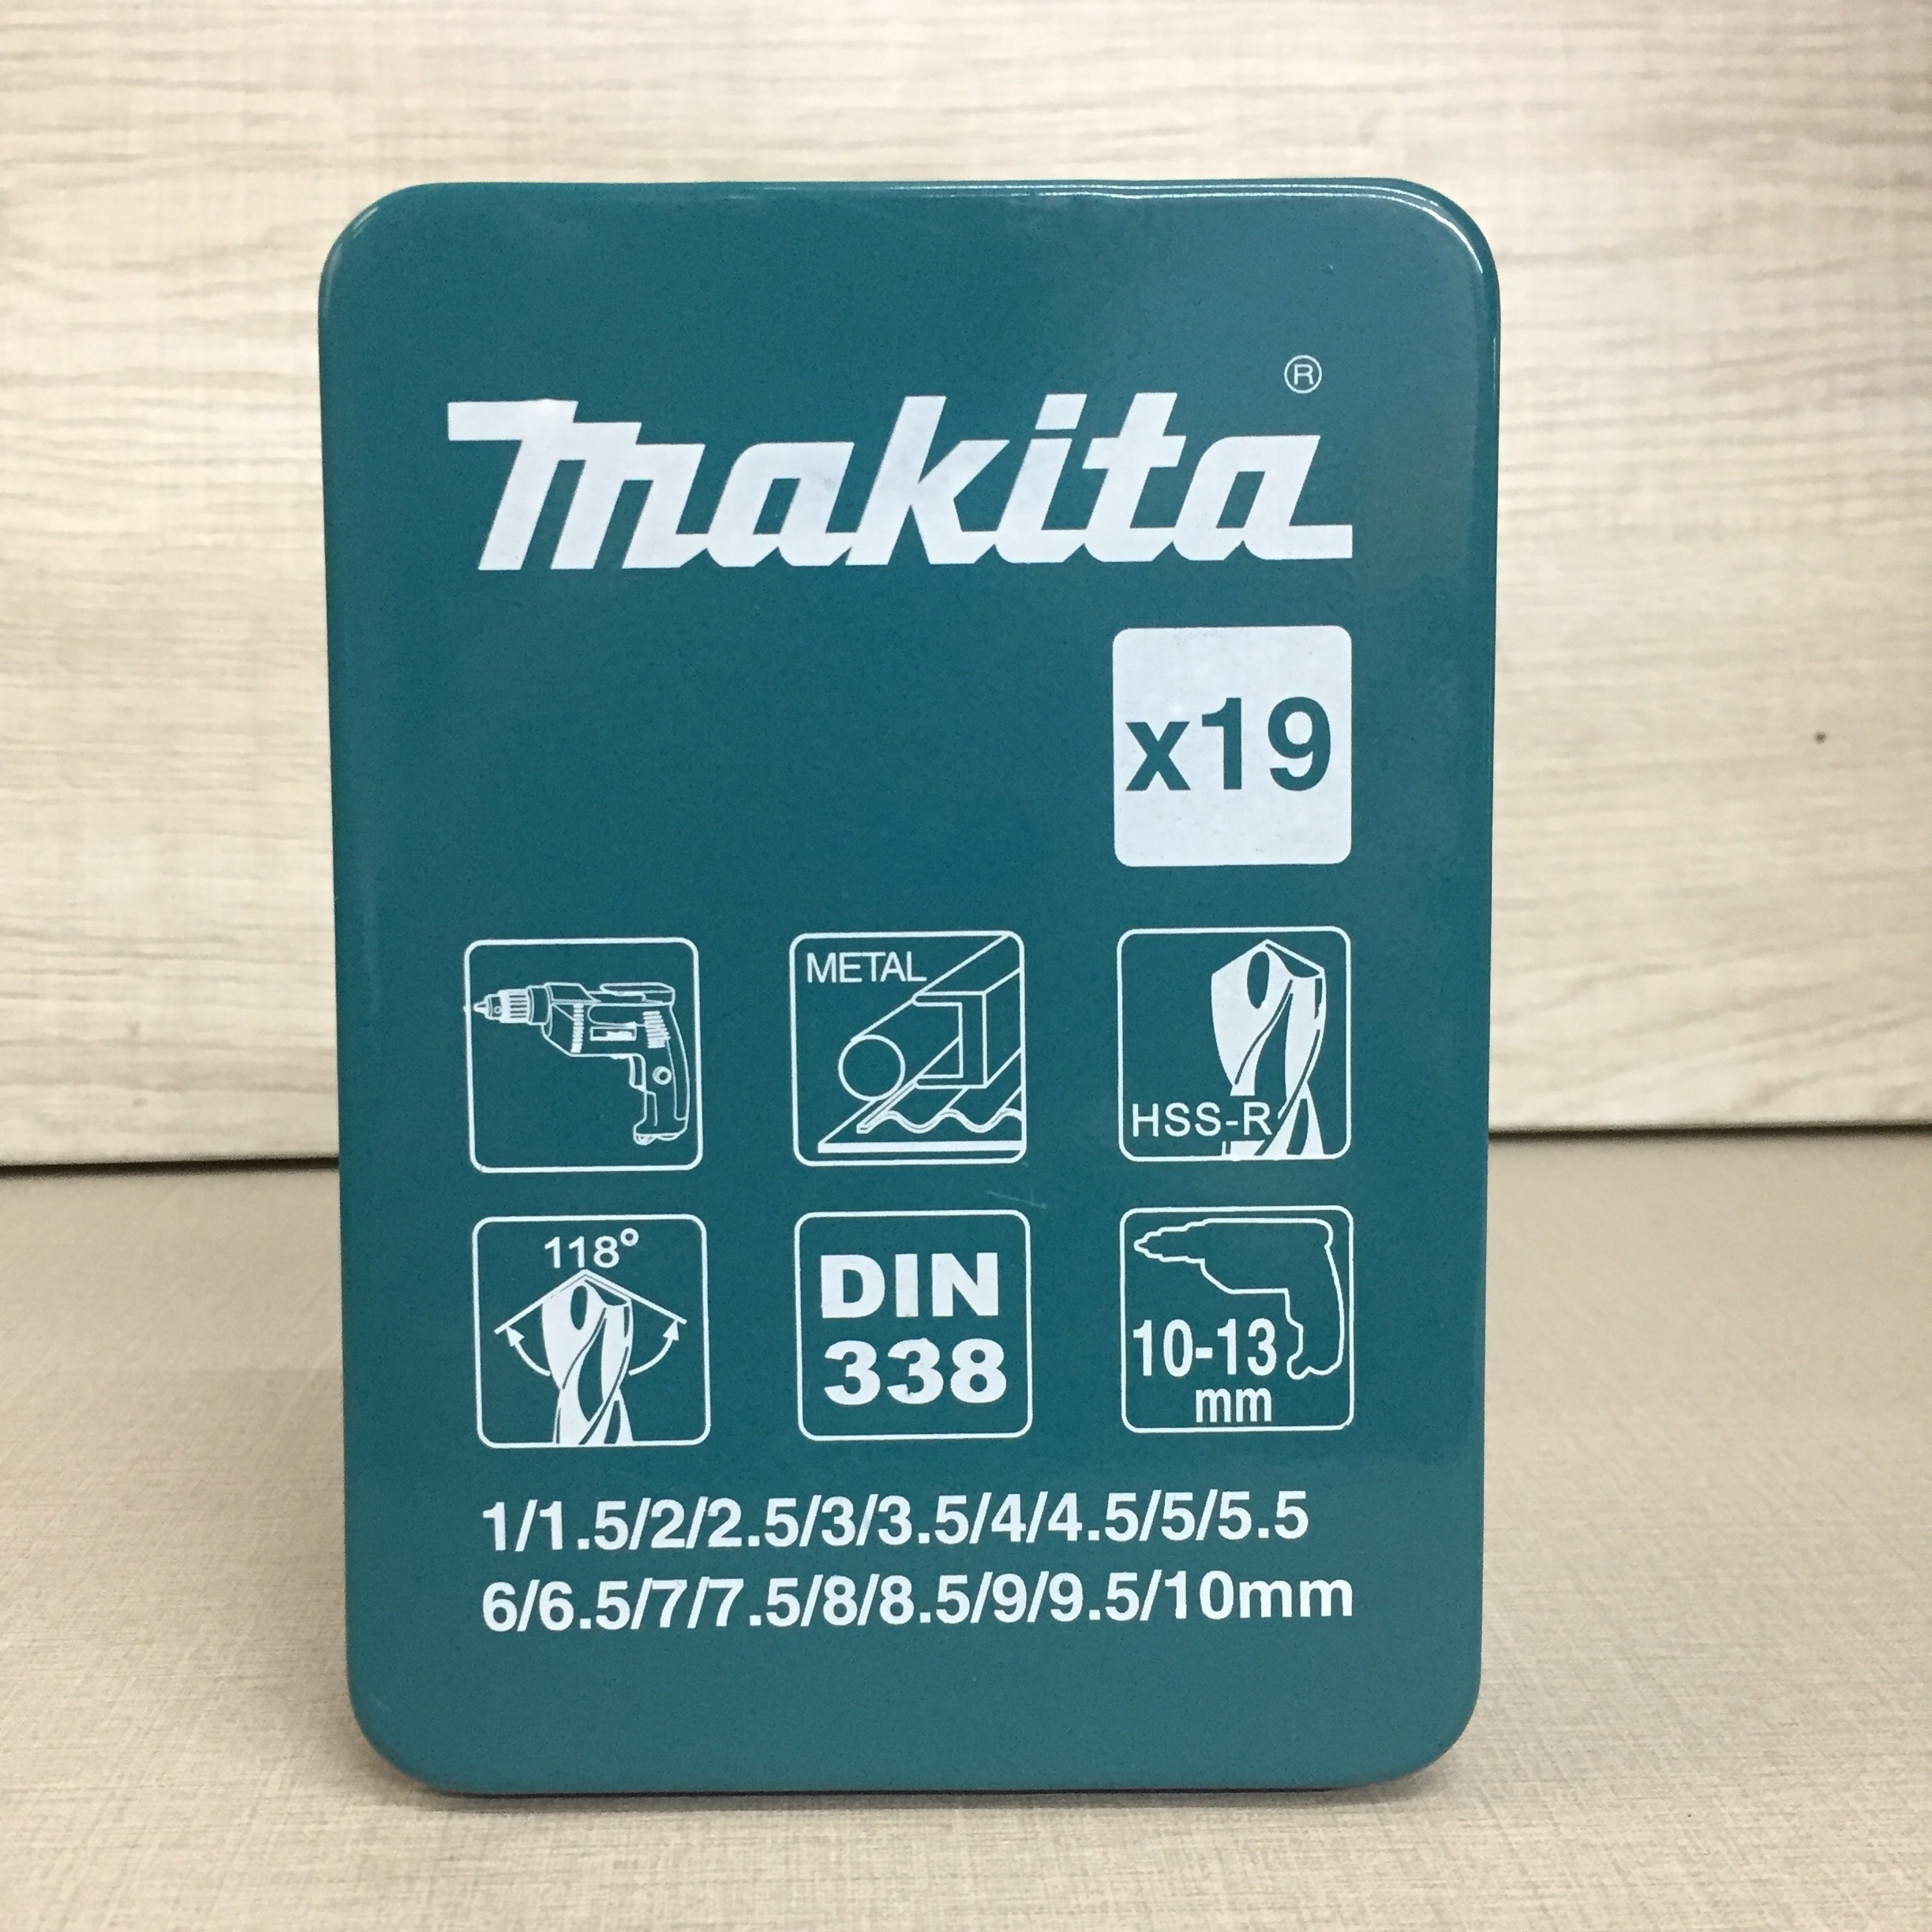 makita®
x19
METAL
HSS-R
118°
DIN
338
10-13
mm
1/1.5/2/2.5/3/3.5/4/4.5/5/5.5
6/6.5/7/7.5/8/8.5/9/9.5/10mm